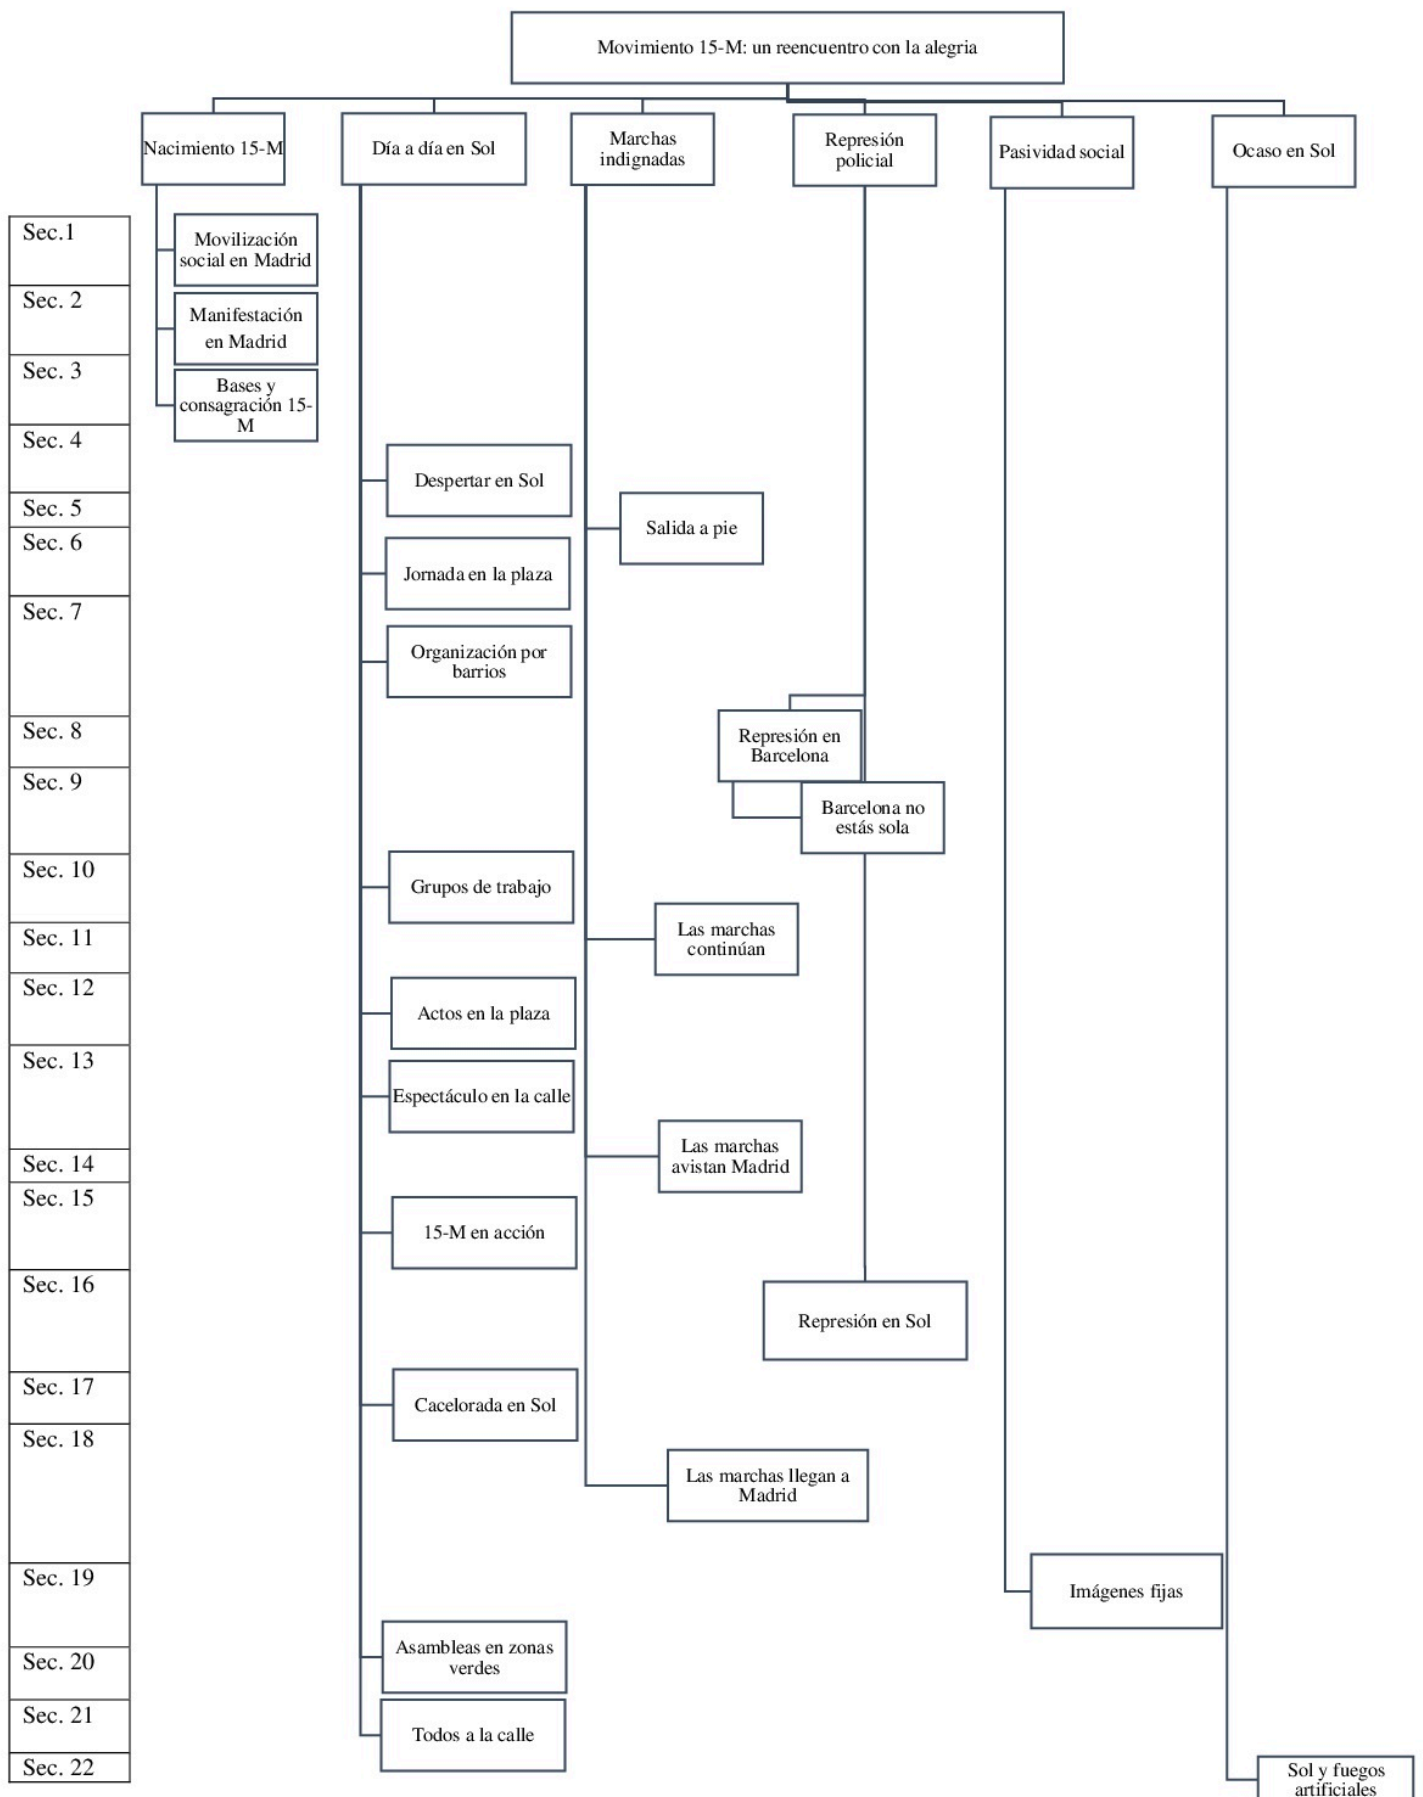 Movimiento 15-M: un reencuentro con la alegria
Nacimiento 15-M
Día a día en Sol
Marchas
indignadas
Represión
policial
Pasividad social
Ocaso en Sol
Sec.1
Movilización
social en Madrid
Sec. 2
Manifestación
en Madrid
Sec. 3
Bases y
consagración 15-
M
Sec. 4
Despertar en Sol
Sec. 5
Salida a pie
Sec. 6
Jornada en la plaza
Sec. 7
Organización por
barrios
Sec. 8
Represión en
Barcelona
Sec. 9
Barcelona no
estás sola
Sec. 10
Grupos de trabajo
Sec. 11
Las marchas
continúan
Sec. 12
Actos en la plaza
Sec. 13
Espectáculo en la calle
Sec. 14
Las marchas
avistan Madrid
Sec. 15
15-M en acción
Sec. 16
Represión en Sol
Sec. 17
Cacelorada en Sol
Sec. 18
Las marchas llegan a
Madrid
Sec. 19
Imágenes fijas
Sec. 20
Asambleas en zonas
verdes
Sec. 21
Todos a la calle
Sec. 22
Sol y fuegos
artificiales